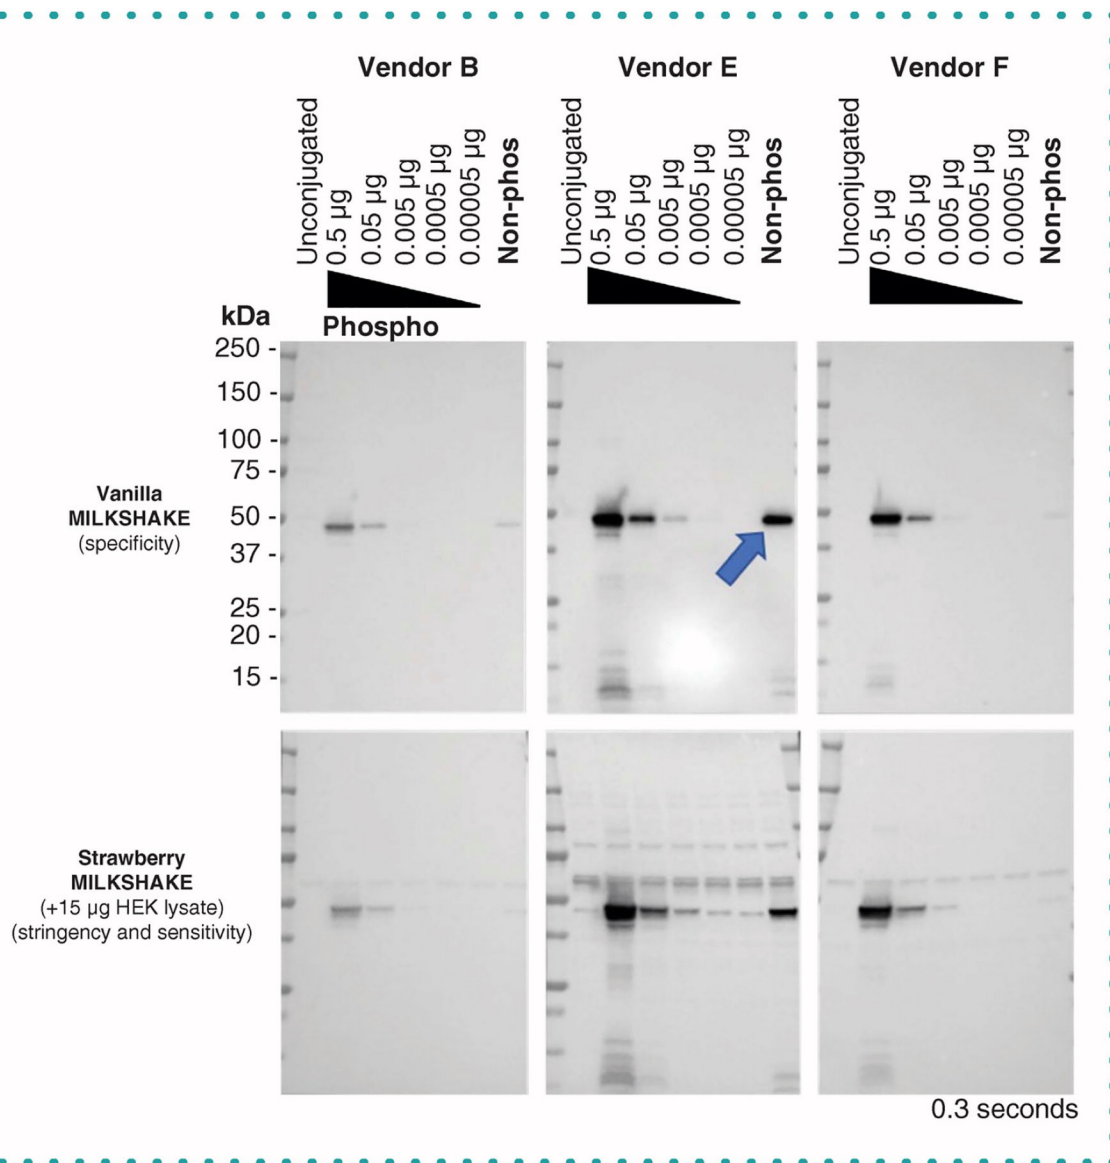 Vendor B
Vendor E
Vendor F
Unconjugated
0.5 µg
0.05 µg
0.005 µg
0.0005 µg
0.00005 µg
Non-phos
Unconjugated
0.5 µg
0.05 µg
0.005 µg
0.0005 µg
0.00005 µg
Non-phos
Unconjugated
0.5 µg
0.05 µg
0.005 µg
0.0005 µg
0.00005 µg
Non-phos
kDa
Phospho
250 -
150 -
100 -
75 -
50 -
37 -
25 -
20 -
15 -
Vanilla
MILKSHAKE
(specificity)
Strawberry
MILKSHAKE
(+15 µg HEK lysate)
(stringency and sensitivity)
0.3 seconds